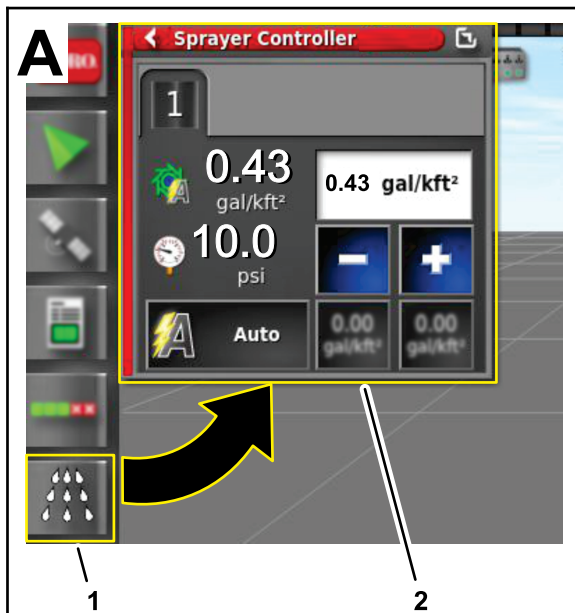 A
RO.
Sprayer Controller
1
0.43
gal/kft²
0.43 gal/kft²
10.0
psi
A Auto
0.00
gal/kft²
0.00
gal/kft²
1
2